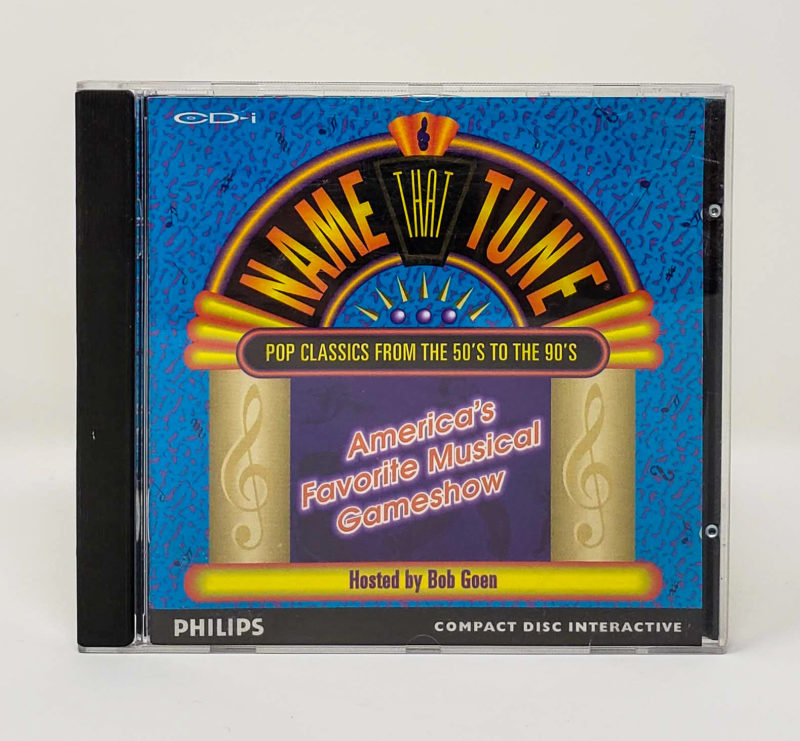 CD-i
NAME THAT TUNE
POP CLASSICS FROM THE 50'S TO THE 90'S
America's
Favorite Musical
Gameshow
Hosted by Bob Goen
PHILIPS
COMPACT DISC INTERACTIVE